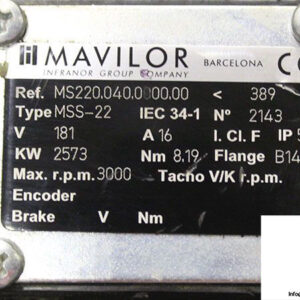 MAVILOR BARCELONA C
INFRANOR GROUP COMPANY
Ref. MS220.040.0000.00 < 389
Type MSS-22 IEC 34-1 Nº 2143
V 181 A 16 I. Cl. F IP
KW 2573 Nm 8.19 Flange B14
Max. r.p.m. 3000 Tacho V/K r.p.m.
Encoder
Brake V Nm